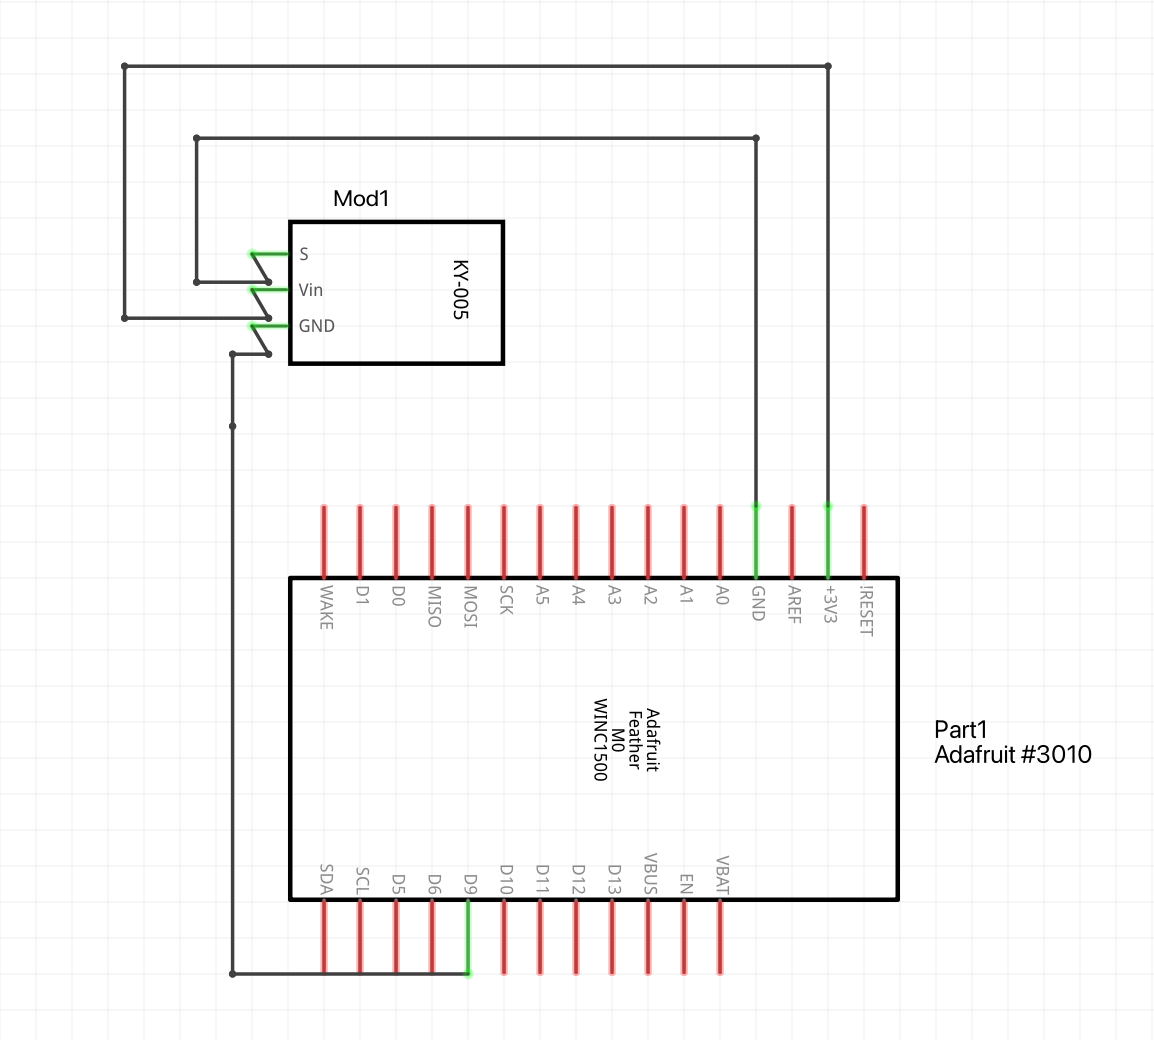 Mod1
S
Vin
GND
KY-005
WAKE
D1
D0
MISO
MOSI
SCK
A5
A4
A3
A2
A1
A0
GND
AREF
+3V3
!RESET
Adafruit
Feather
M0
WINC1500
Part1
Adafruit #3010
SDA
SCL
D5
D6
D9
D10
D11
D12
D13
VBUS
EN
VBAT